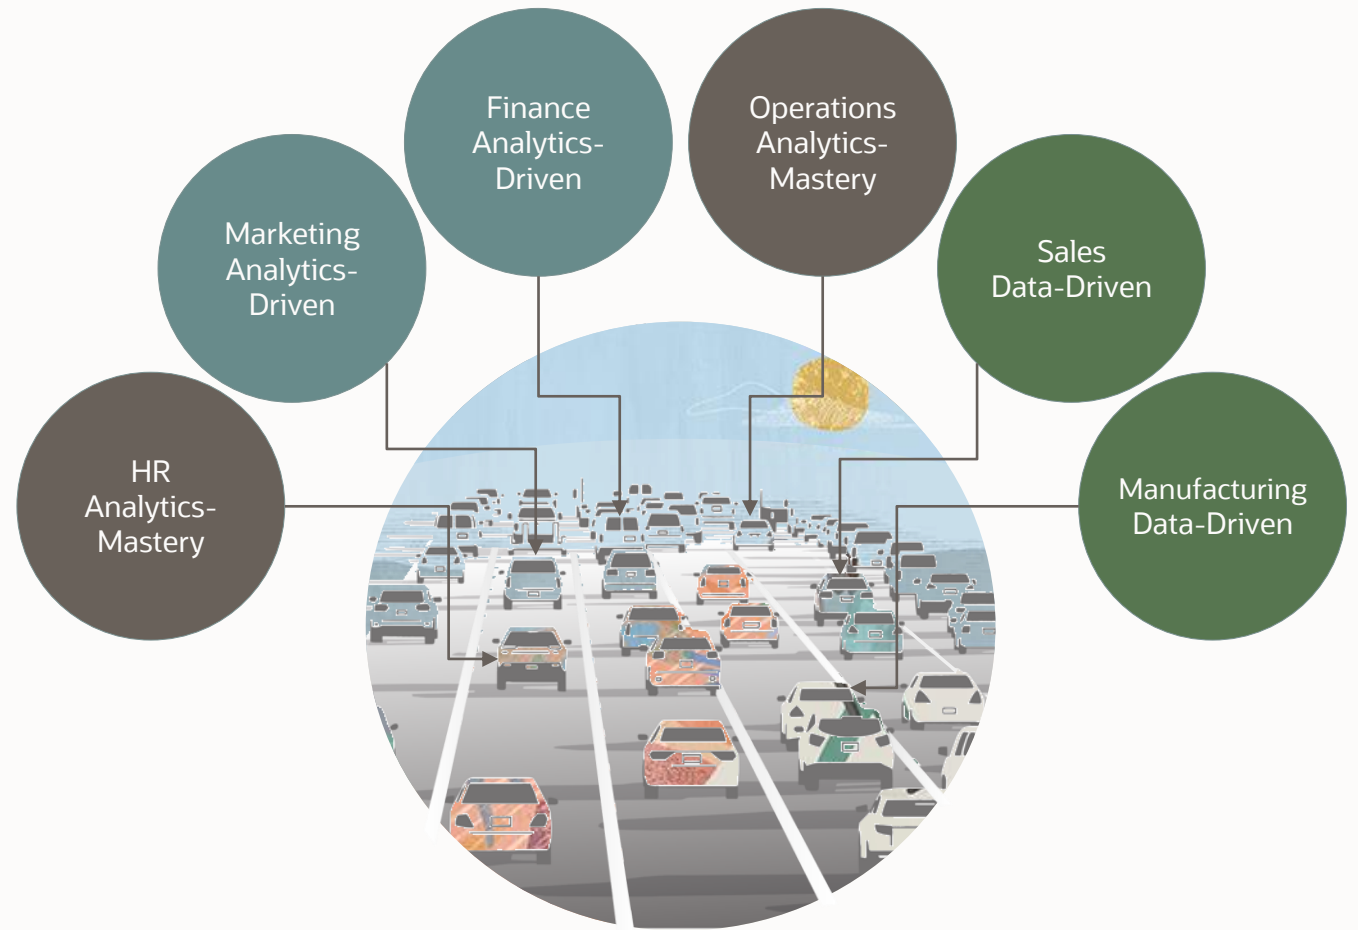 Finance
Analytics-
Driven
Operations
Analytics-
Mastery
Marketing
Analytics-
Driven
Sales
Data-Driven
HR
Analytics-
Mastery
Manufacturing
Data-Driven